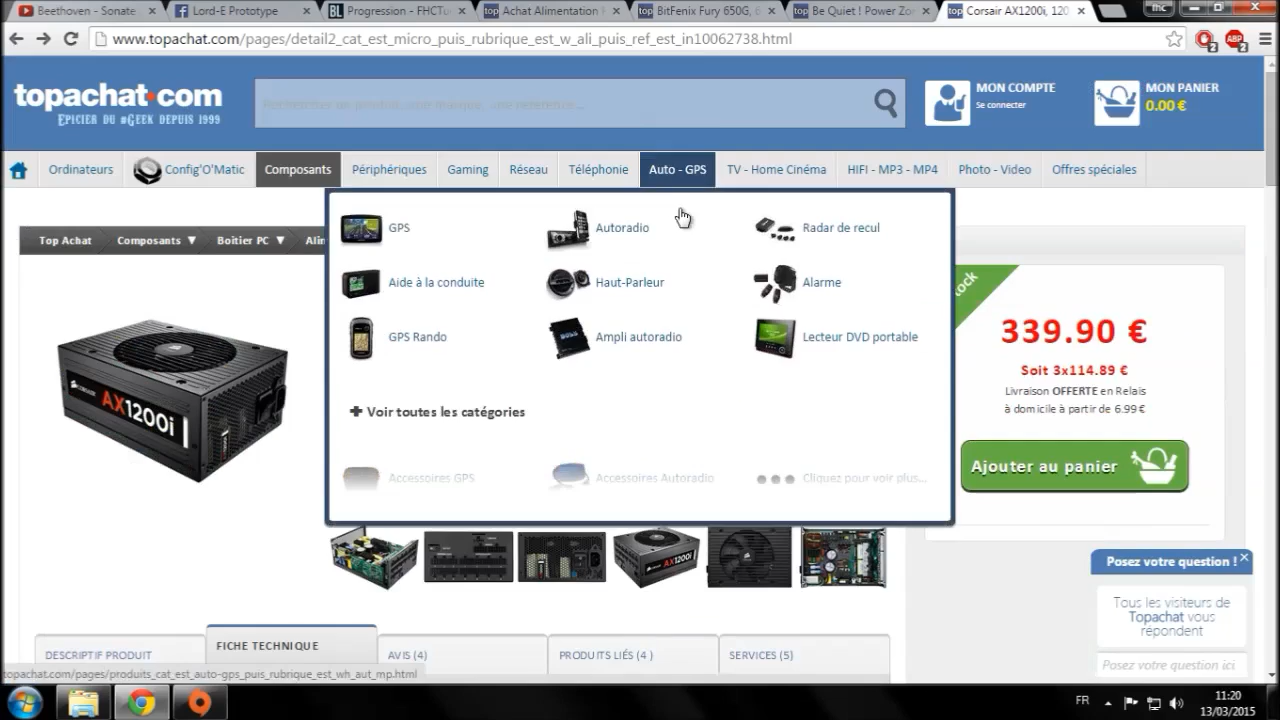 Beethoven - Sonate
Lord-E Prototype
Progression - FHCTu
Achat Alimentation
BitFenix Fury 650G,
Be Quiet ! Power Zo
Corsair AX1200i, 120
fhc
www.topachat.com/pages/detail2_cat_est_micro_puis_rubrique_est_w_ali_puis_ref_est_in10062738.html
topachat.com
EPICIER DU #GEEK DEPUIS 1999
MON COMPTE
Se connecter
MON PANIER
0.00 €
Ordinateurs
Config'O'Matic
Composants
Périphériques
Gaming
Réseau
Téléphonie
Auto - GPS
TV - Home Cinéma
HIFI - MP3 - MP4
Photo - Video
Offres spéciales
Top Achat
Composants ▼
Boitier PC ▼
Alim
GPS
Autoradio
Radar de recul
Aide à la conduite
Haut-Parleur
Alarme
GPS Rando
Ampli autoradio
Lecteur DVD portable
+ Voir toutes les catégories
Accessoires GPS
Accessoires Autoradio
Cliquez pour voir plus...
CORSAIR
AX1200i
339.90 €
Soit 3x114.89 €
Livraison OFFERTE en Relais
à domicile à partir de 6.99 €
Ajouter au panier
Posez votre question !
Tous les visiteurs de
Topachat vous
répondent
Posez votre question ici
DESCRIPTIF PRODUIT
FICHE TECHNIQUE
AVIS (4)
PRODUITS LIÉS (4 )
SERVICES (5)
topachat.com/pages/produits_cat_est_auto-gps_puis_rubrique_est_wh_aut_mp.html
FR
11:20
13/03/2015